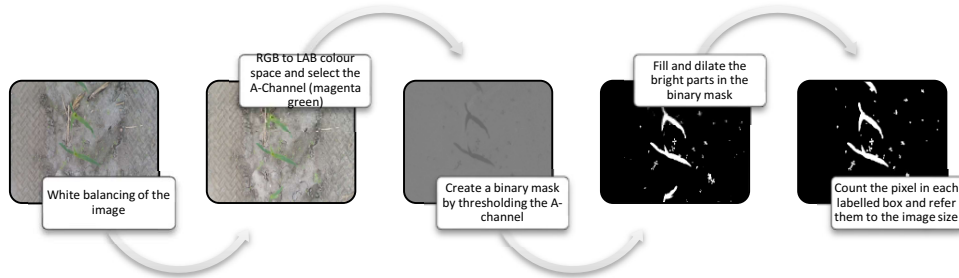 White balancing of the
image
RGB to LAB colour
space and select the
A-Channel (magenta
green)
Create a binary mask
by thresholding the A-
channel
Fill and dilate the
bright parts in the
binary mask
Count the pixel in each
labelled box and refer
them to the image size